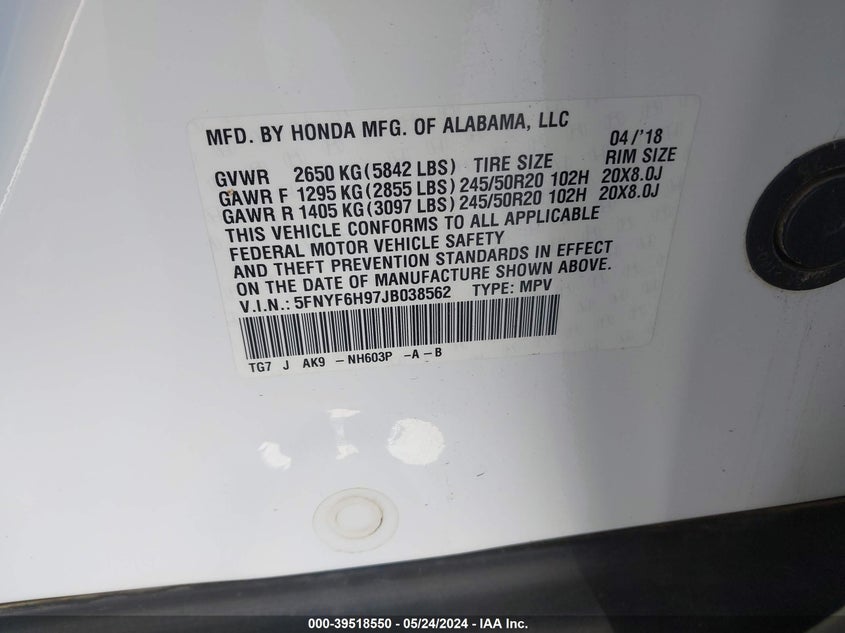 MFD. BY HONDA MFG. OF ALABAMA, LLC 04/'18
GVWR 2650 KG(5842 LBS) TIRE SIZE RIM SIZE
GAWR F 1295 KG(2855 LBS)245/50R20 102H 20X8.0J
GAWR R 1405 KG(3097 LBS)245/50R20 102H 20X8.0J
THIS VEHICLE CONFORMS TO ALL APPLICABLE
FEDERAL MOTOR VEHICLE SAFETY
AND THEFT PREVENTION STANDARDS IN EFFECT
ON THE DATE OF MANUFACTURE SHOWN ABOVE.
V.I.N.: 5FNYF6H97JB038562 TYPE: MPV
TG7 J AK9 -NH603P -A-B
000-39518550 - 05/24/2024 - IAA Inc.